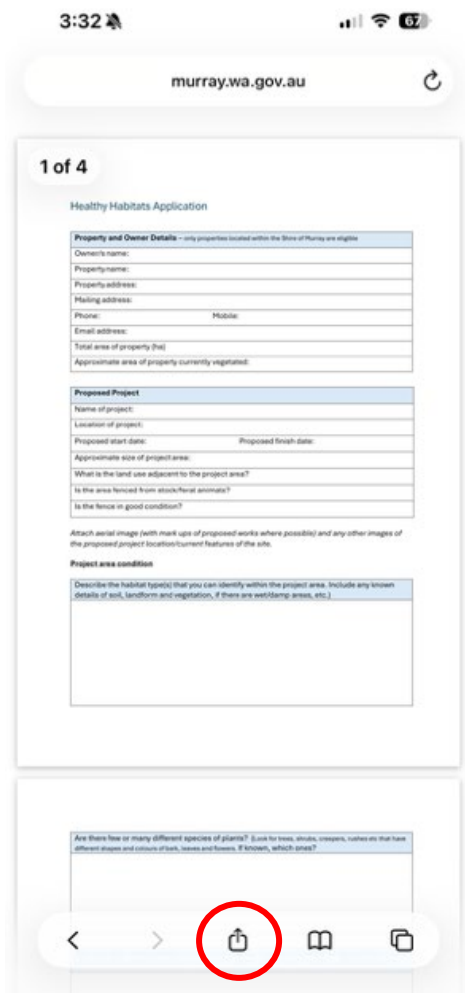 3:32
67
murray.wa.gov.au
1 of 4
Healthy Habitats Application
Property and Owner Details – only properties located within the Shire of Murray are eligible
Owner's name:
Property name:
Property address:
Mailing address:
Phone: Mobile:
Email address:
Total area of property (ha)
Approximate area of property currently vegetated:
Proposed Project
Name of project:
Location of project:
Proposed start date: Proposed finish date:
Approximate size of project area:
What is the land use adjacent to the project area?
Is the area fenced from stock/feral animals?
Is the fence in good condition?
Attach aerial image (with mark ups of proposed works where possible) and any other images of
the proposed project location/current features of the site.
Project area condition
Describe the habitat type(s) that you can identify within the project area. Include any known
details of soil, landform and vegetation, if there are wet/damp areas, etc.)
Are there few or many different species of plants? (Look for trees, shrubs, creepers, rushes etc that have
different shapes and colours of bark, leaves and flowers. If known, which ones?